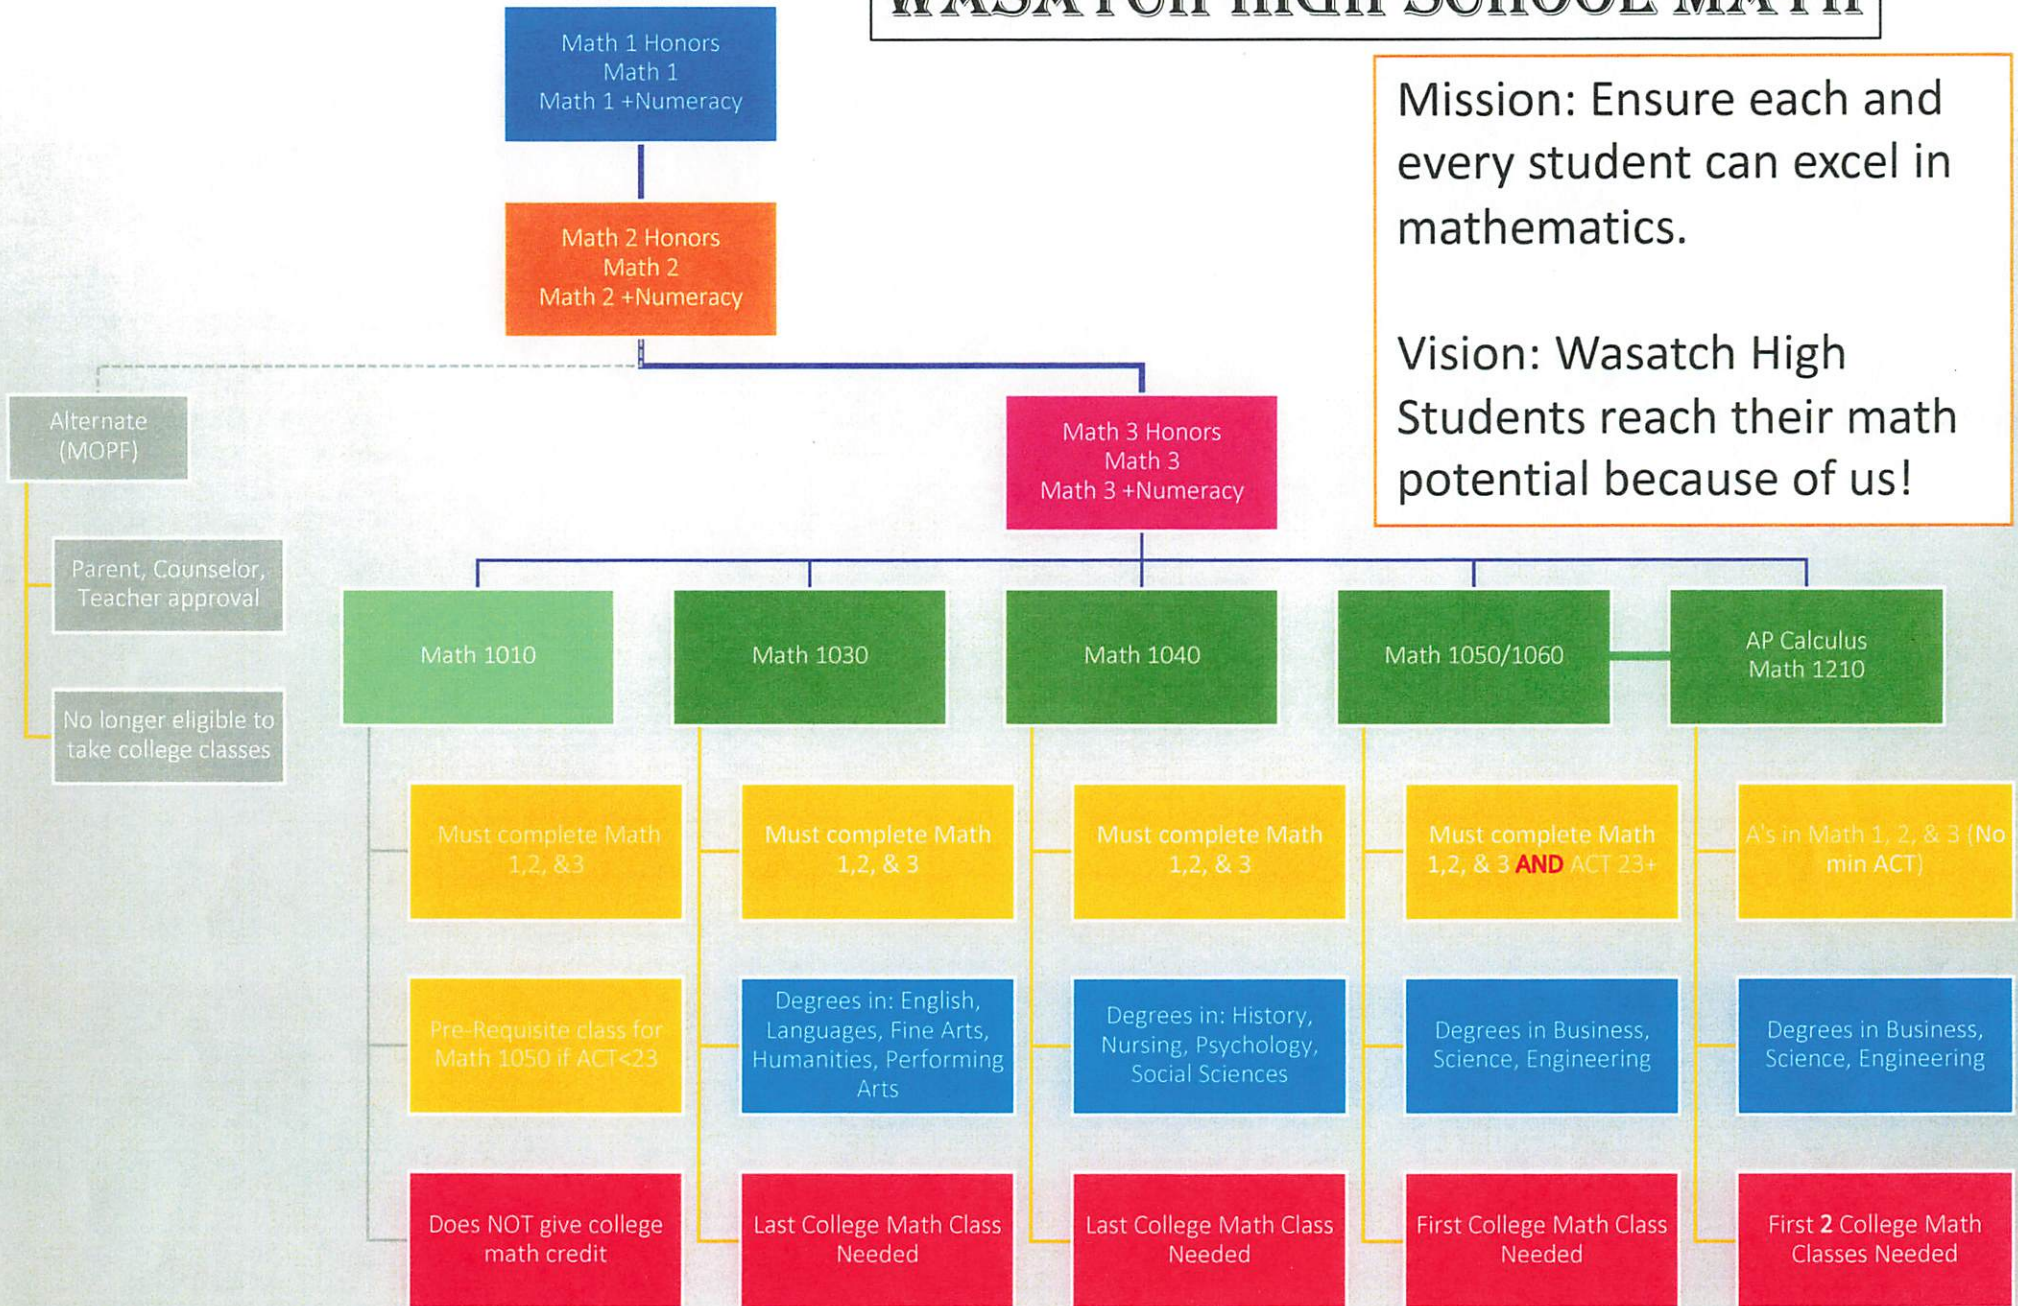 WASATCH HIGH SCHOOL MATH
Math 1 Honors
Math 1
Math 1 +Numeracy
Mission: Ensure each and
every student can excel in
mathematics.
Vision: Wasatch High
Students reach their math
potential because of us!
Math 2 Honors
Math 2
Math 2 +Numeracy
Alternate
(MOPF)
Parent, Counselor,
Teacher approval
No longer eligible to
take college classes
Math 3 Honors
Math 3
Math 3 +Numeracy
Math 1010
Must complete Math
1,2, &3
Pre-Requisite class for
Math 1050 if ACT<23
Does NOT give college
math credit
Math 1030
Must complete Math
1,2, & 3
Degrees in: English,
Languages, Fine Arts,
Humanities, Performing
Arts
Last College Math Class
Needed
Math 1040
Must complete Math
1,2, & 3
Degrees in: History,
Nursing, Psychology,
Social Sciences
Last College Math Class
Needed
Math 1050/1060
Must complete Math
1,2, & 3 AND ACT 23+
Degrees in Business,
Science, Engineering
First College Math Class
Needed
AP Calculus
Math 1210
A's in Math 1, 2, & 3 (No
min ACT)
Degrees in Business,
Science, Engineering
First 2 College Math
Classes Needed